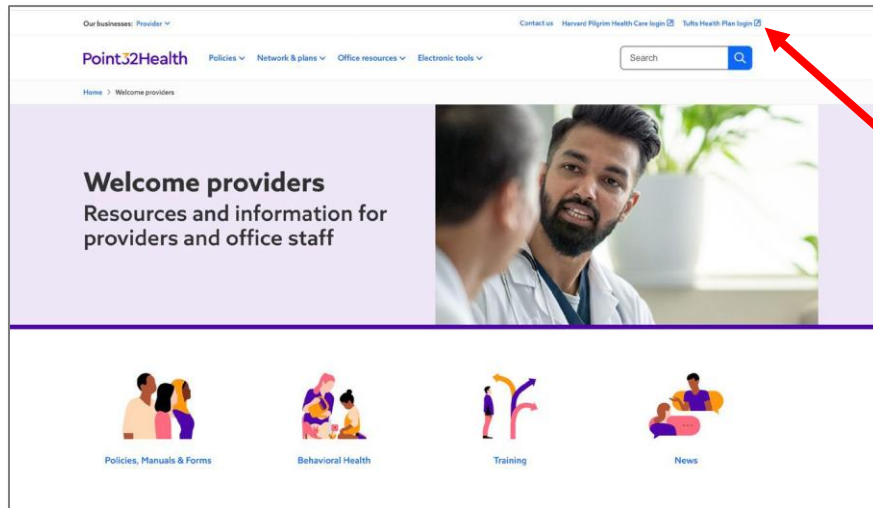 Our businesses: Provider
Contact us Harvard Pilgrim Health Care login Tufts Health Plan login
Point32Health Policies Network & plans Office resources Electronic tools Search
Home > Welcome providers
Welcome providers
Resources and information for
providers and office staff
Policies, Manuals & Forms
Behavioral Health
Training
News